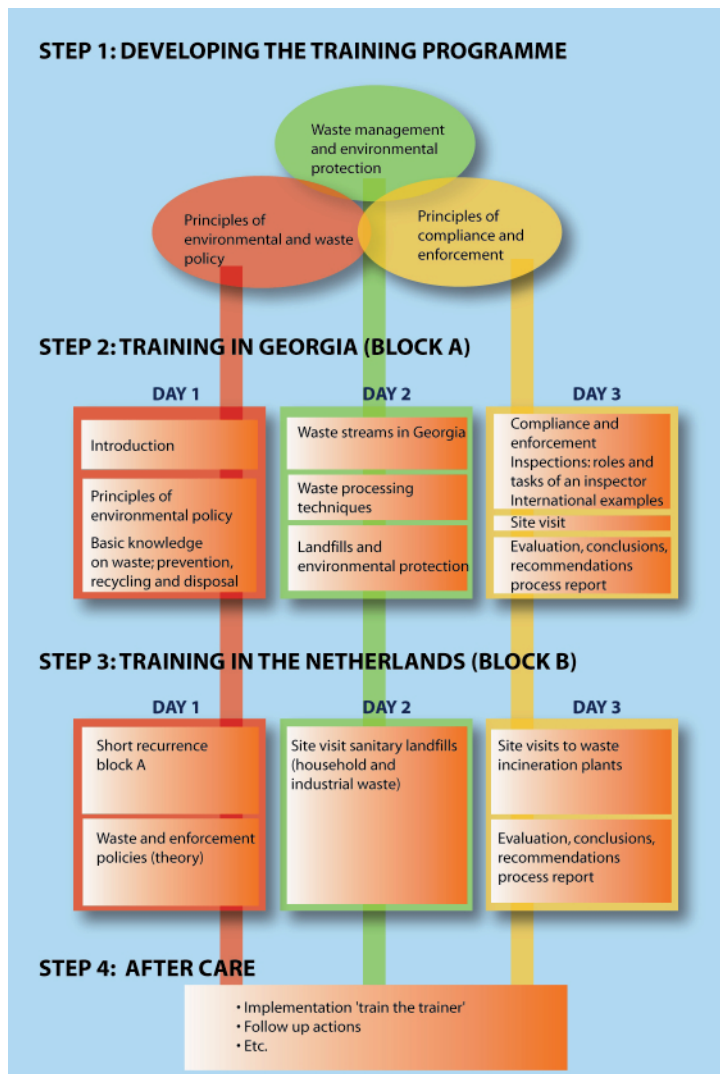 STEP 1: DEVELOPING THE TRAINING PROGRAMME
Waste management
and environmental
protection
Principles of
environmental and waste
policy
Principles of
compliance and
enforcement
STEP 2: TRAINING IN GEORGIA (BLOCK A)
DAY 1
Introduction
Principles of
environmental policy
Basic knowledge
on waste; prevention,
recycling and disposal
DAY 2
Waste streams in Georgia
Waste processing
techniques
Landfills and
environmental protection
DAY 3
Compliance and
enforcement
Inspections: roles and
tasks of an inspector
International examples
Site visit
Evaluation, conclusions,
recommendations
process report
STEP 3: TRAINING IN THE NETHERLANDS (BLOCK B)
DAY 1
Short recurrence
block A
Waste and enforcement
policies (theory)
DAY 2
Site visit sanitary landfills
(household and
industrial waste)
DAY 3
Site visits to waste
incineration plants
Evaluation, conclusions,
recommendations
process report
STEP 4: AFTER CARE
• Implementation 'train the trainer'
• Follow up actions
• Etc.